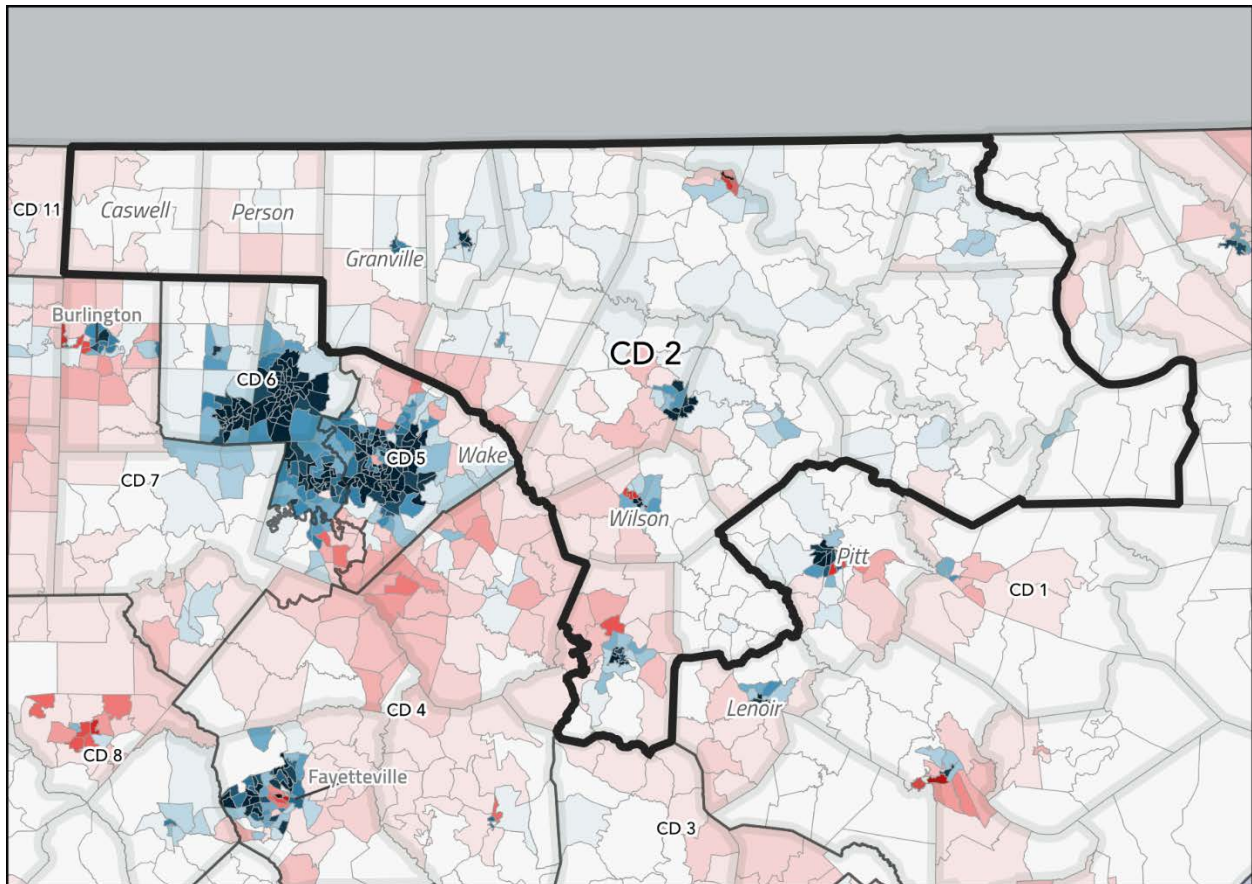 CD 11
Caswell
Person
Granville
Burlington
CD 2
CD 6
CD 5
Wake
CD 7
Wilson
Pitt
CD 1
CD 4
Lenoir
CD 8
Fayetteville
CD 3